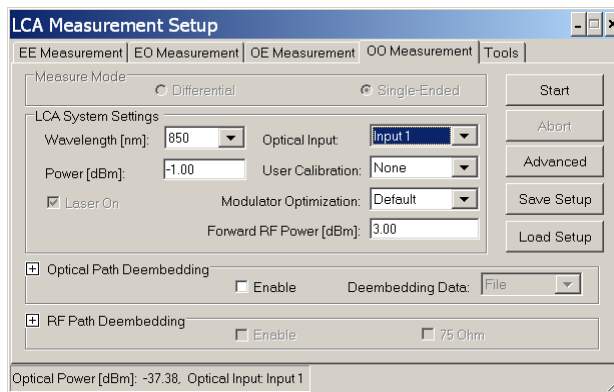 LCA Measurement Setup
EE Measurement EO Measurement OE Measurement OO Measurement Tools
Measure Mode
Differential Single-Ended
Start
LCA System Settings
Abort
Wavelength [nm]: 850 Optical Input: Input 1
Advanced
Power [dBm]: -1.00 User Calibration: None
Laser On Modulator Optimization: Default
Save Setup
Forward RF Power [dBm]: 3.00
Load Setup
Optical Path Deembedding
Enable Deembedding Data: File
RF Path Deembedding
Enable 75 Ohm
Optical Power [dBm]: -37.38, Optical Input: Input 1